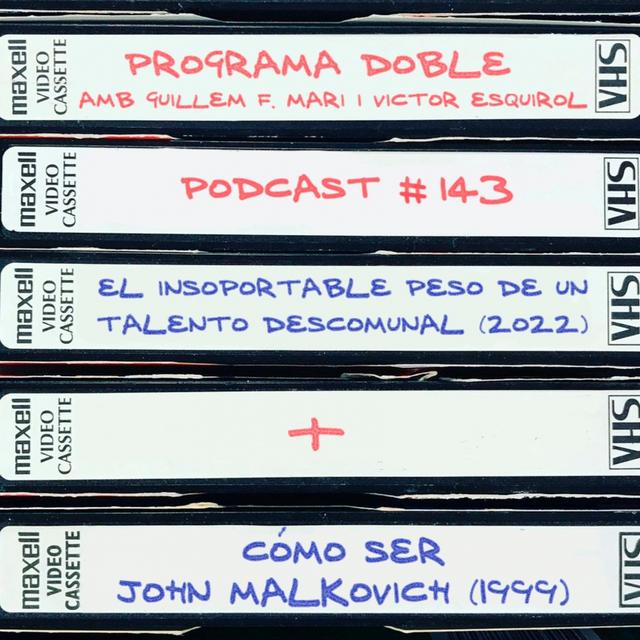 maxell
VIDEO
CASSETTE
PROGRAMA DOBLE
AMB GUILLEM F. MARI I VICTOR ESQUIROL
VHS
maxell
VIDEO
CASSETTE
PODCAST #143
VHS
maxell
VIDEO
CASSETTE
EL INSOPORTABLE PESO DE UN
TALENTO DESCOMUNAL (2022)
VHS
maxell
VIDEO
CASSETTE
+
VHS
maxell
VIDEO
CASSETTE
CÓMO SER
JOHN MALKOVICH (1999)
VHS